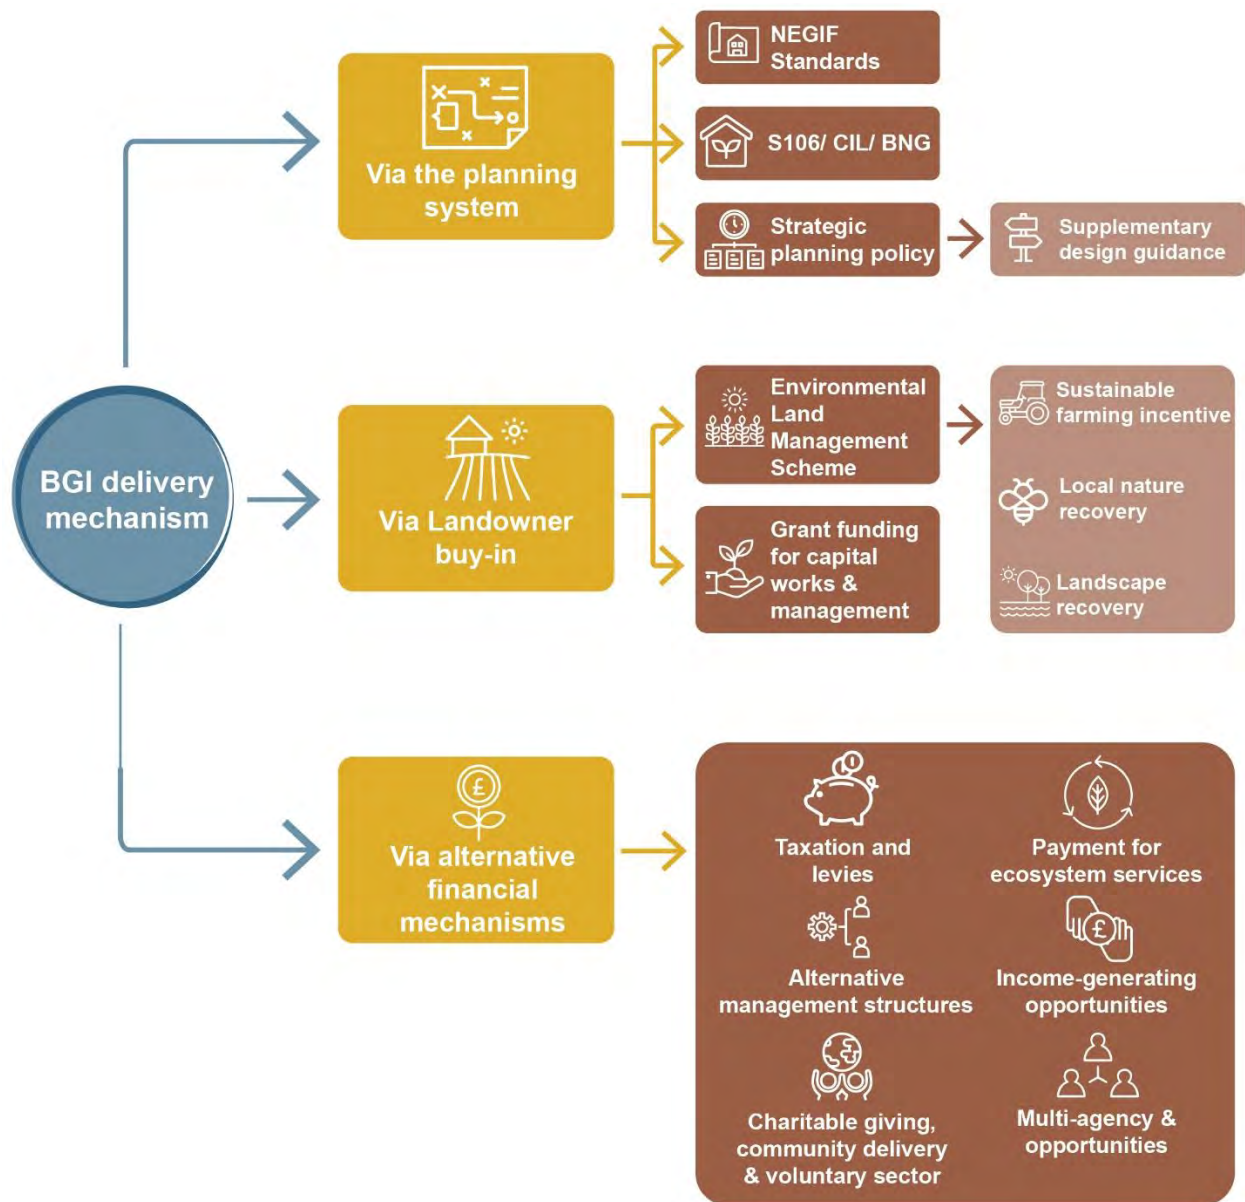 BGI delivery
mechanism
Via the planning
system
NEGIF
Standards
S106/ CIL/ BNG
Strategic
planning policy
Supplementary
design guidance
Via Landowner
buy-in
Environmental
Land
Management
Scheme
Grant funding
for capital
works &
management
Sustainable
farming incentive
Local nature
recovery
Landscape
recovery
£
Via alternative
financial
mechanisms
Taxation and
levies
Payment for
ecosystem services
Alternative
management structures
£
Income-generating
opportunities
Charitable giving,
community delivery
& voluntary sector
Multi-agency &
opportunities